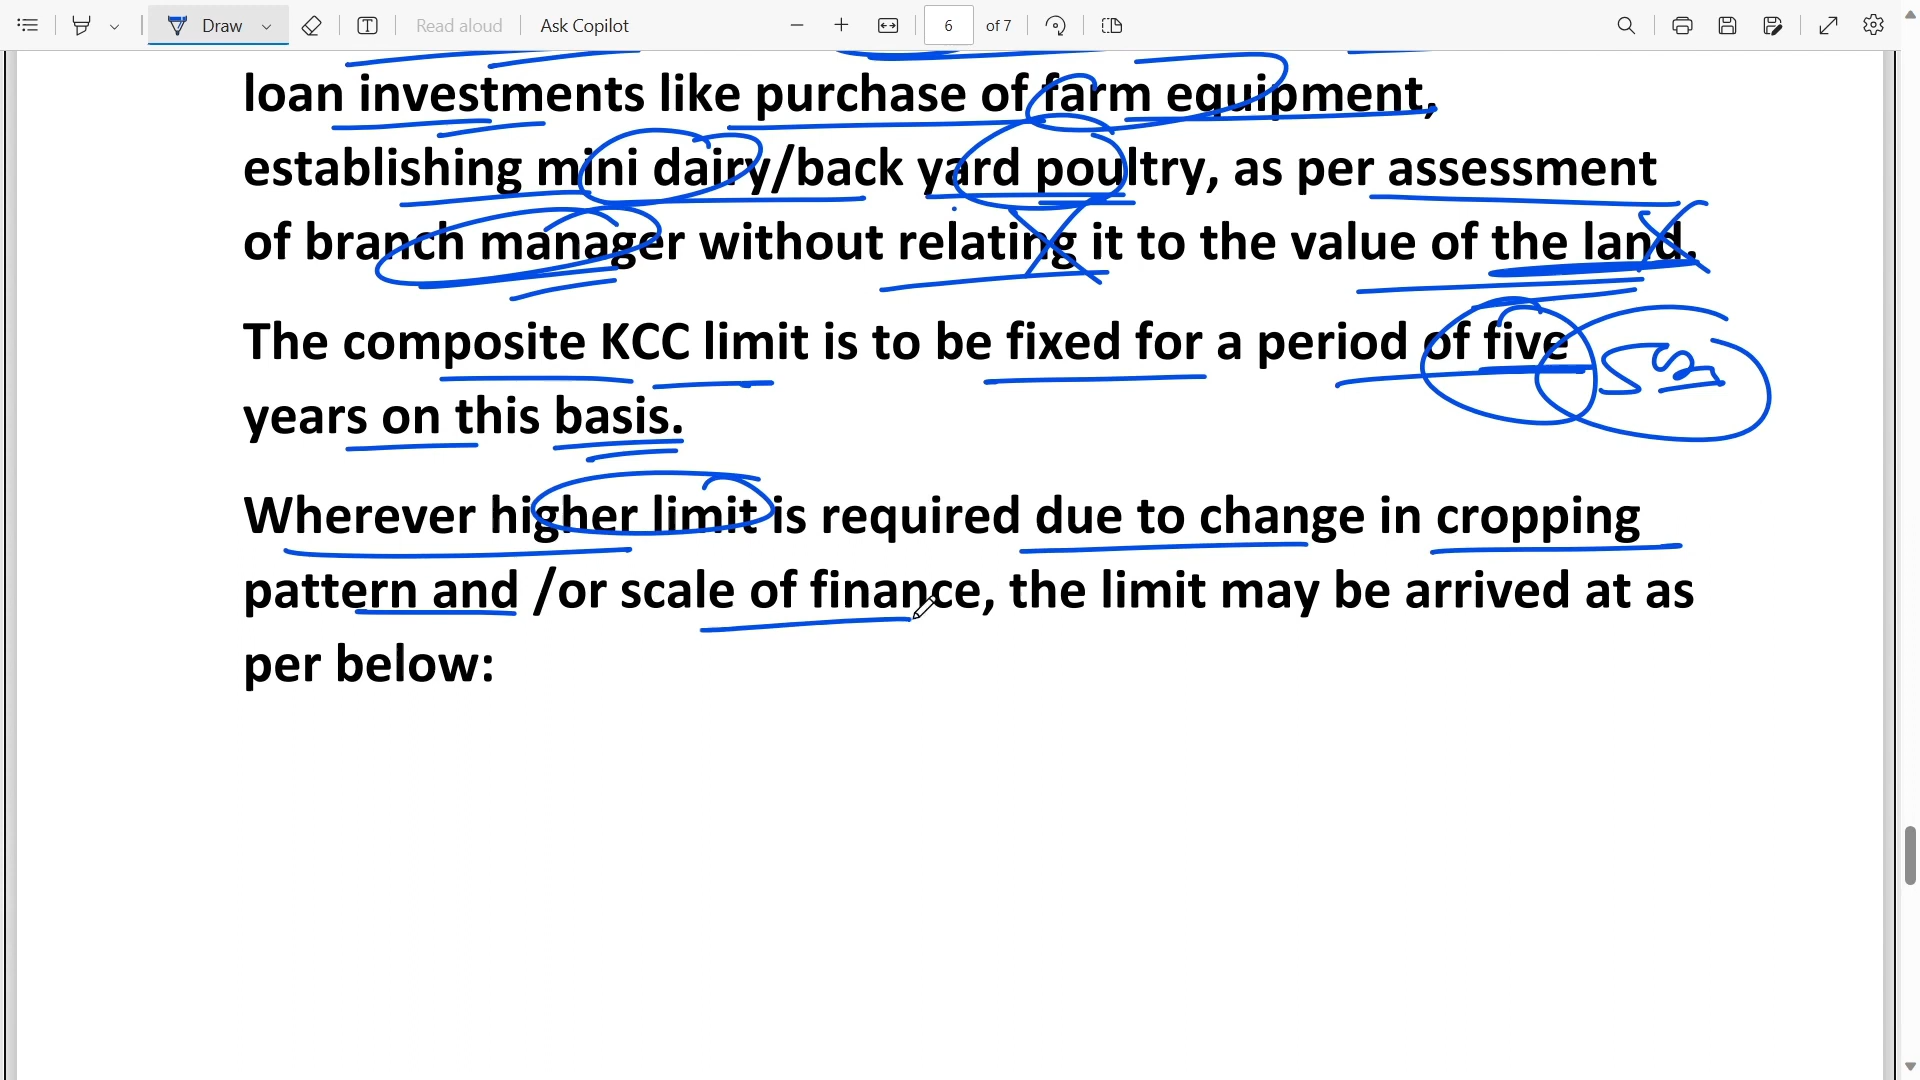 Draw
Read aloud
Ask Copilot
6
of 7
loan investments like purchase of farm equipment,
establishing mini dairy/back yard poultry, as per assessment
of branch manager without relating it to the value of the land.
The composite KCC limit is to be fixed for a period of five
years on this basis.
Wherever higher limit is required due to change in cropping
pattern and /or scale of finance, the limit may be arrived at as
per below: